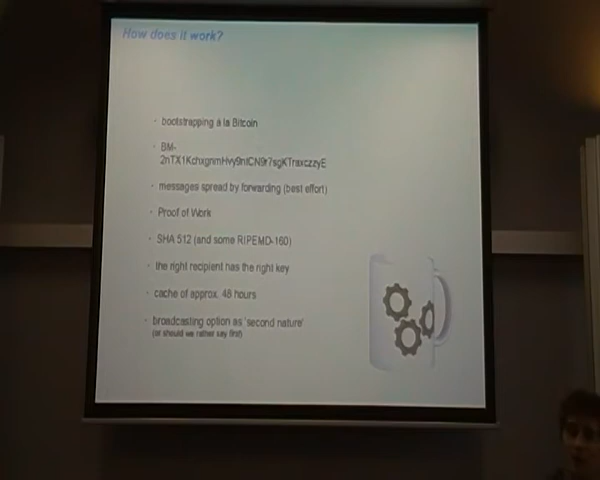 How does it work?
bootstrapping à la Bitcoin
BM-
messages spread by forwarding (best effort)
Proof of Work
SHA 512 (and some RIPEMD-160)
the right recipient has the right key
cache of approx. 48 hours
broadcasting option as 'second nature'
(or should we rather say first)